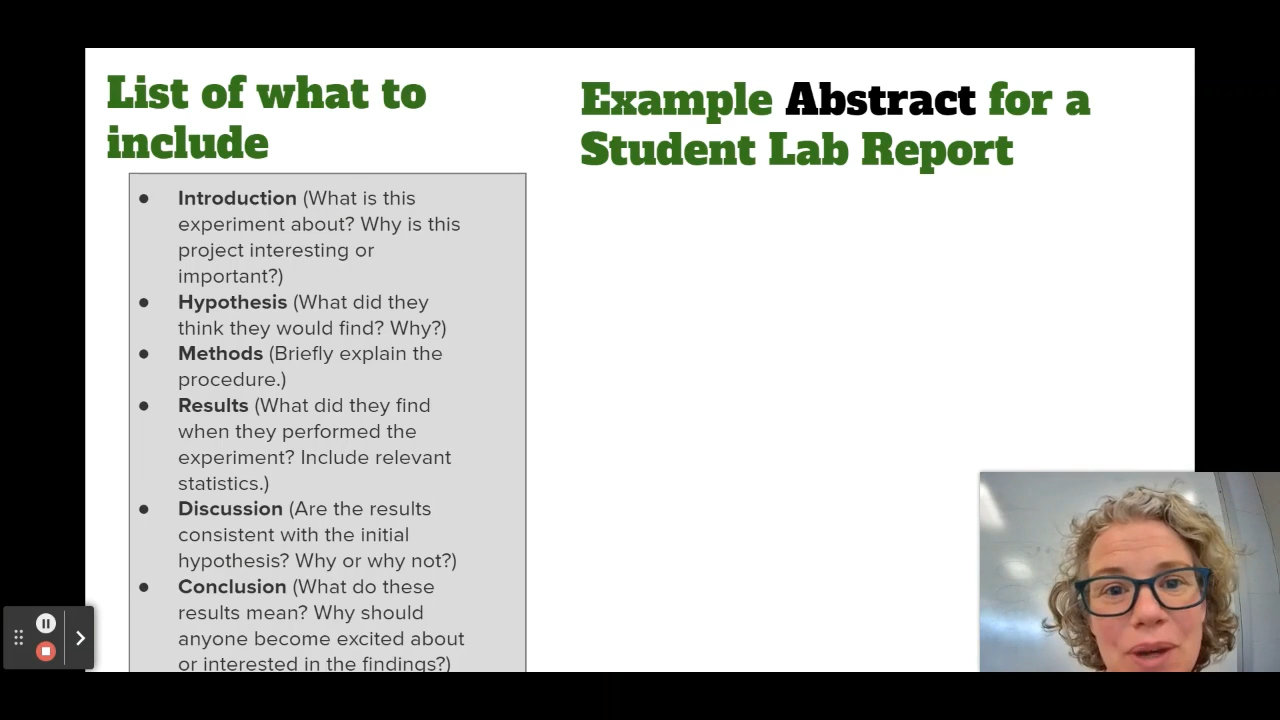 List of what to
include
● Introduction (What is this
experiment about? Why is this
project interesting or
important?)
● Hypothesis (What did they
think they would find? Why?)
● Methods (Briefly explain the
procedure.)
● Results (What did they find
when they performed the
experiment? Include relevant
statistics.)
● Discussion (Are the results
consistent with the initial
hypothesis? Why or why not?)
● Conclusion (What do these
results mean? Why should
anyone become excited about
or interested in the findings?)
Example Abstract for a
Student Lab Report